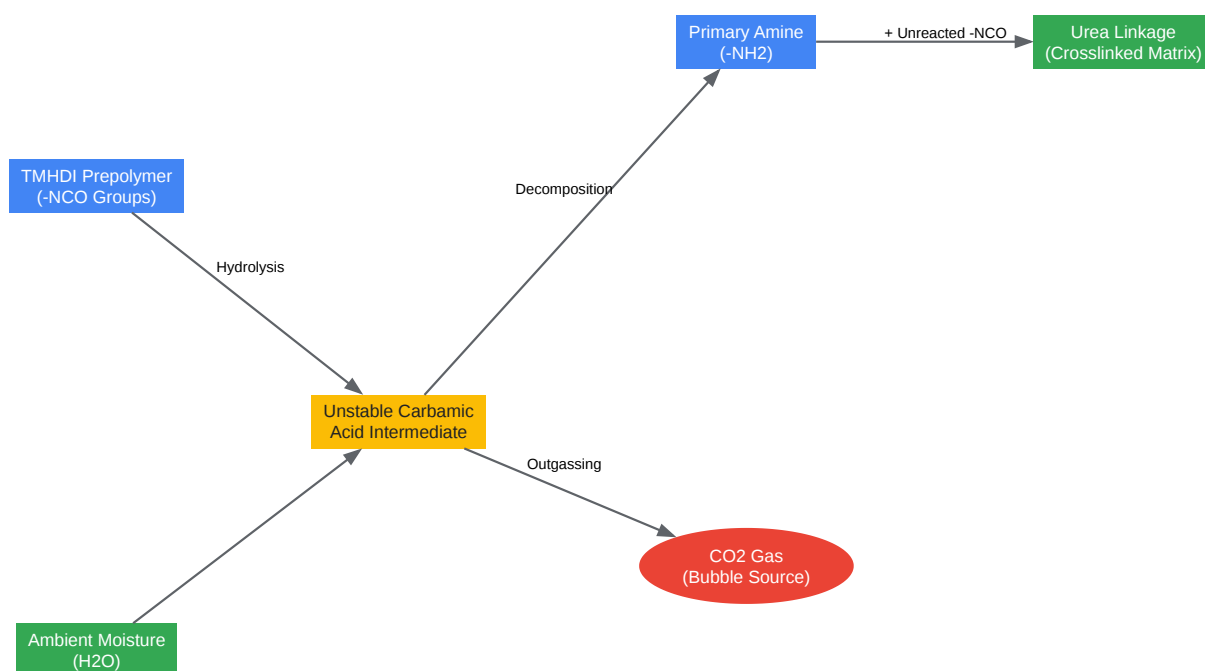 Primary Amine
(-NH2)
+ Unreacted -NCO
Urea Linkage
(Crosslinked Matrix)
TMHDI Prepolymer
(-NCO Groups)
Decomposition
Hydrolysis
Unstable Carbamic
Acid Intermediate
Outgassing
CO2 Gas
(Bubble Source)
Ambient Moisture
(H2O)